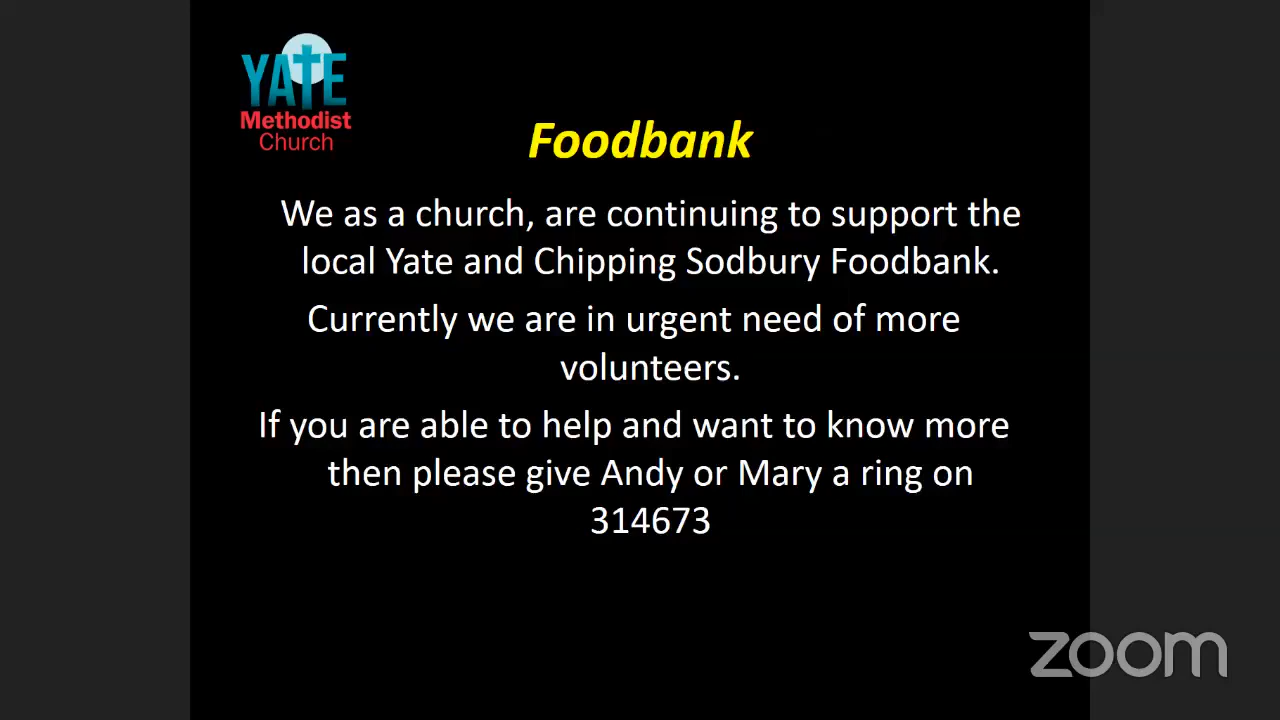 YATE
Methodist
Church
Foodbank
We as a church, are continuing to support the
local Yate and Chipping Sodbury Foodbank.
Currently we are in urgent need of more
volunteers.
If you are able to help and want to know more
then please give Andy or Mary a ring on
314673
zoom